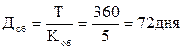 Д_об = Т / К_об = 360 / 5 = 72дня